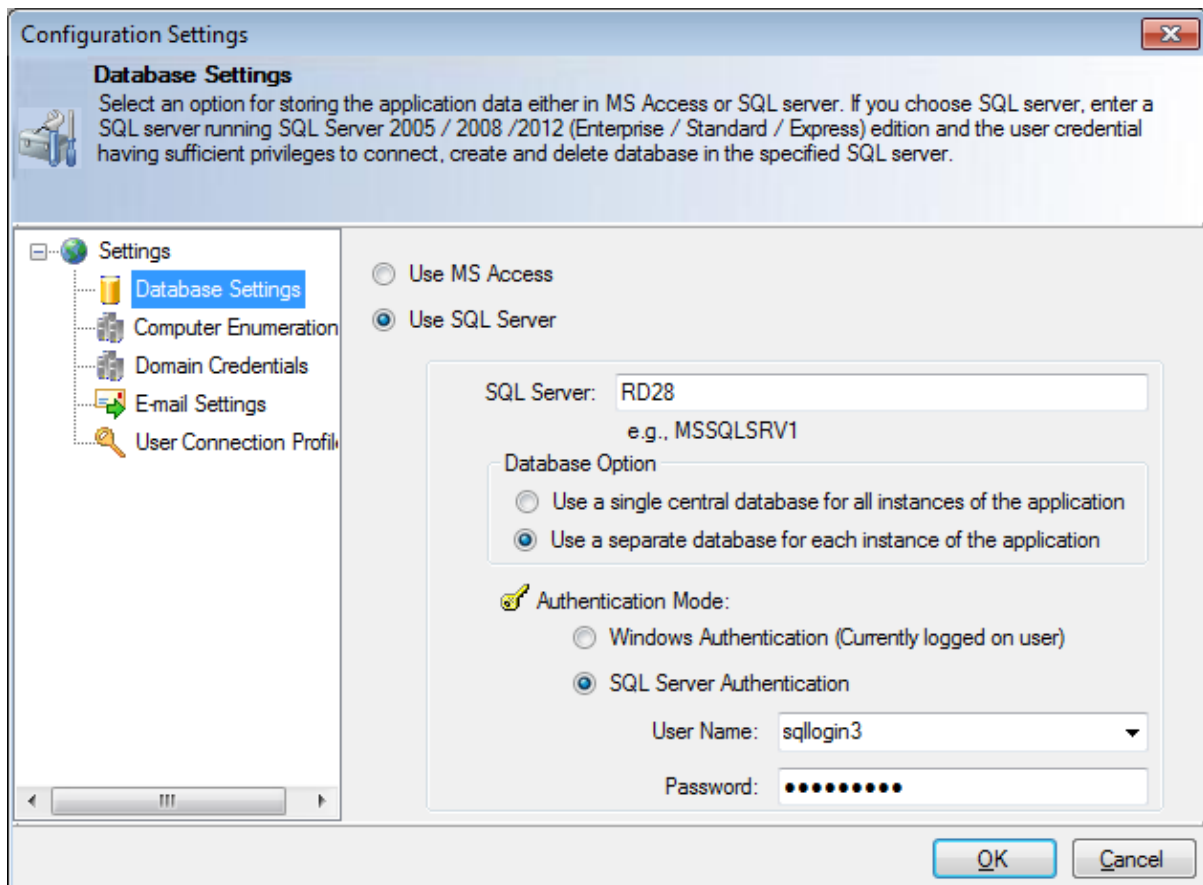 Configuration Settings
Database Settings
Select an option for storing the application data either in MS Access or SQL server. If you choose SQL server, enter a
SQL server running SQL Server 2005 / 2008 /2012 (Enterprise / Standard / Express) edition and the user credential
having sufficient privileges to connect, create and delete database in the specified SQL server.
Settings
Database Settings
Computer Enumeration
Domain Credentials
E-mail Settings
User Connection Profil
Use MS Access
Use SQL Server
SQL Server: RD28
e.g., MSSQLSRV1
Database Option
Use a single central database for all instances of the application
Use a separate database for each instance of the application
Authentication Mode:
Windows Authentication (Currently logged on user)
SQL Server Authentication
User Name: sqllogin3
Password: ●●●●●●●●●
OK Cancel